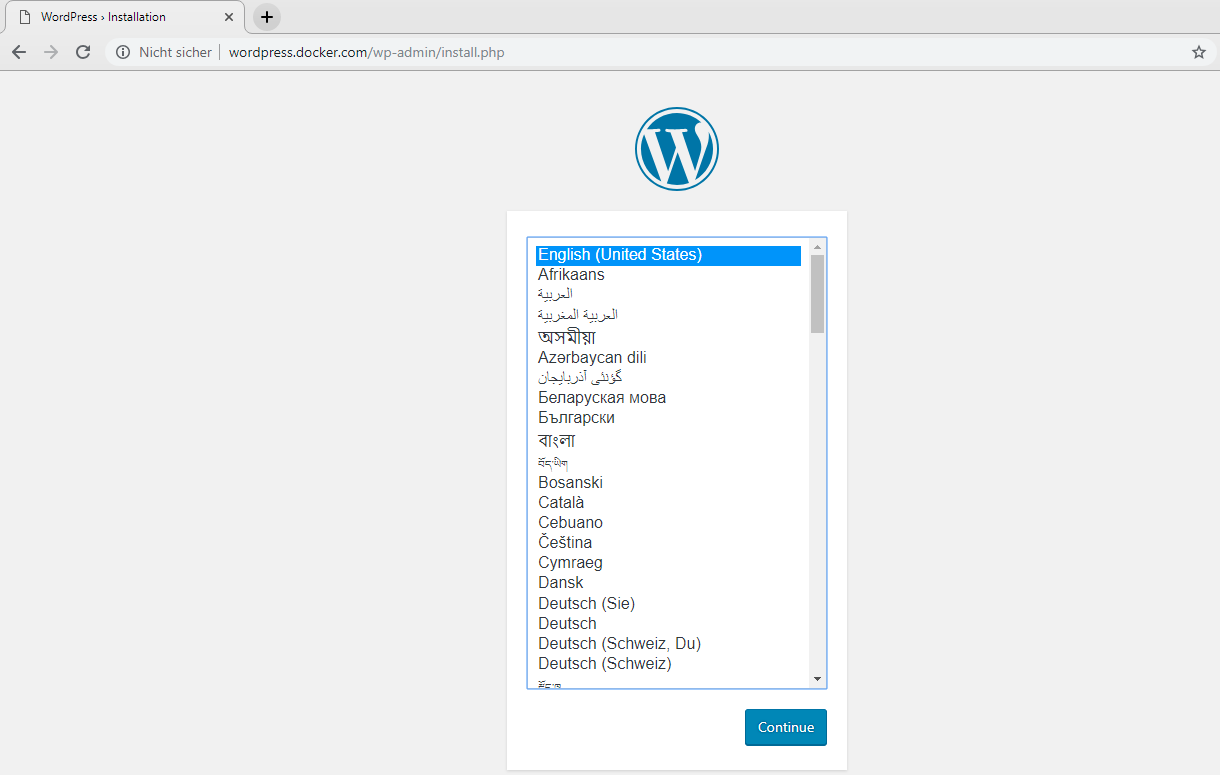 WordPress › Installation
Nicht sicher | wordpress.docker.com/wp-admin/install.php
English (United States)
Afrikaans
العربية
العربية المغربية
অসমীয়া
Azərbaycan dili
گؤنئی آذربایجان
Беларуская мова
Български
বাংলা
བོད་ཡིག
Bosanski
Català
Cebuano
Čeština
Cymraeg
Dansk
Deutsch (Sie)
Deutsch
Deutsch (Schweiz, Du)
Deutsch (Schweiz)
Continue